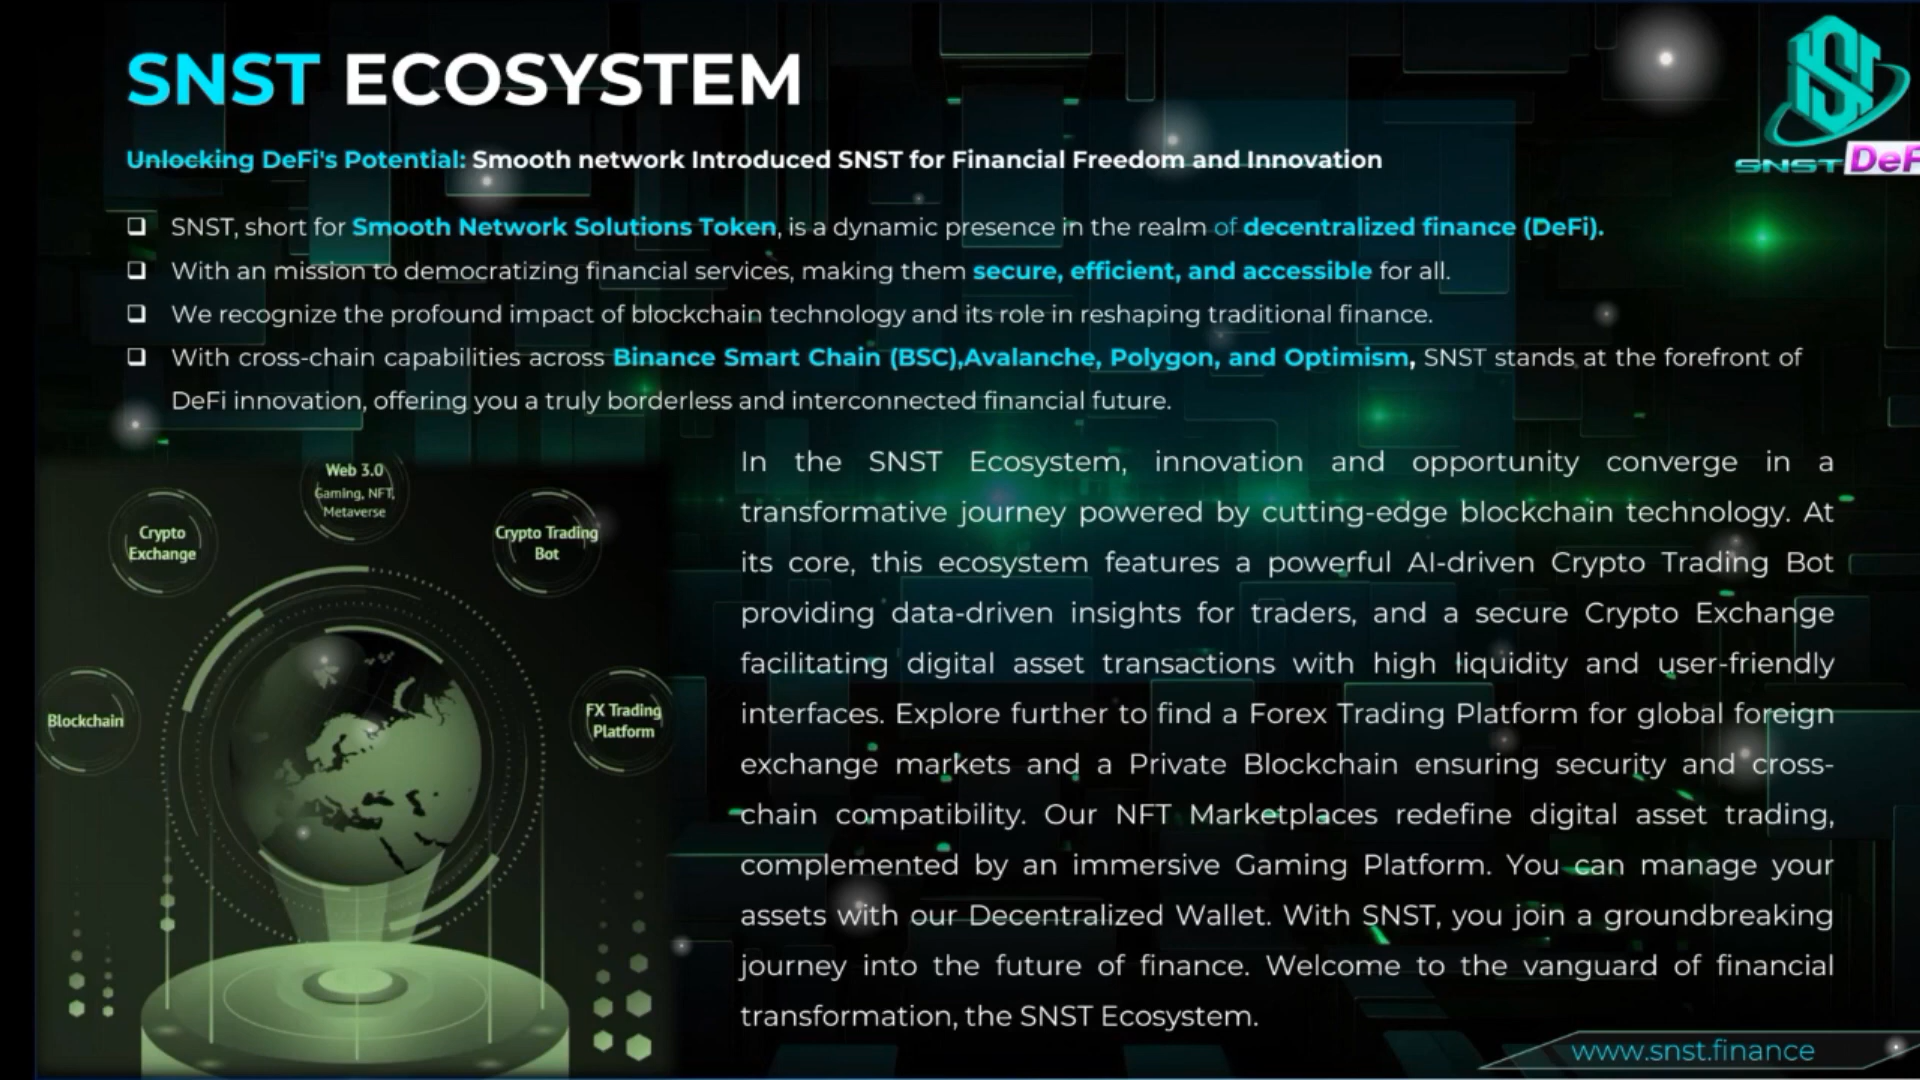 SNST ECOSYSTEM
Unlocking DeFi's Potential: Smooth network Introduced SNST for Financial Freedom and Innovation
SNST, short for Smooth Network Solutions Token, is a dynamic presence in the realm of decentralized finance (DeFi).
With an mission to democratizing financial services, making them secure, efficient, and accessible for all.
We recognize the profound impact of blockchain technology and its role in reshaping traditional finance.
With cross-chain capabilities across Binance Smart Chain (BSC),Avalanche, Polygon, and Optimism, SNST stands at the forefront of
DeFi innovation, offering you a truly borderless and interconnected financial future.
SNST DeF
Web 3.0
Gaming, NFT,
Metaverse
Crypto
Exchange
Crypto Trading
Bot
Blockchain
FX Trading
Platform
In the SNST Ecosystem, innovation and opportunity converge in a
transformative journey powered by cutting-edge blockchain technology. At
its core, this ecosystem features a powerful AI-driven Crypto Trading Bot
providing data-driven insights for traders, and a secure Crypto Exchange
facilitating digital asset transactions with high liquidity and user-friendly
interfaces. Explore further to find a Forex Trading Platform for global foreign
exchange markets and a Private Blockchain ensuring security and cross-
chain compatibility. Our NFT Marketplaces redefine digital asset trading,
complemented by an immersive Gaming Platform. You can manage your
assets with our Decentralized Wallet. With SNST, you join a groundbreaking
journey into the future of finance. Welcome to the vanguard of financial
transformation, the SNST Ecosystem.
www.snst.finance